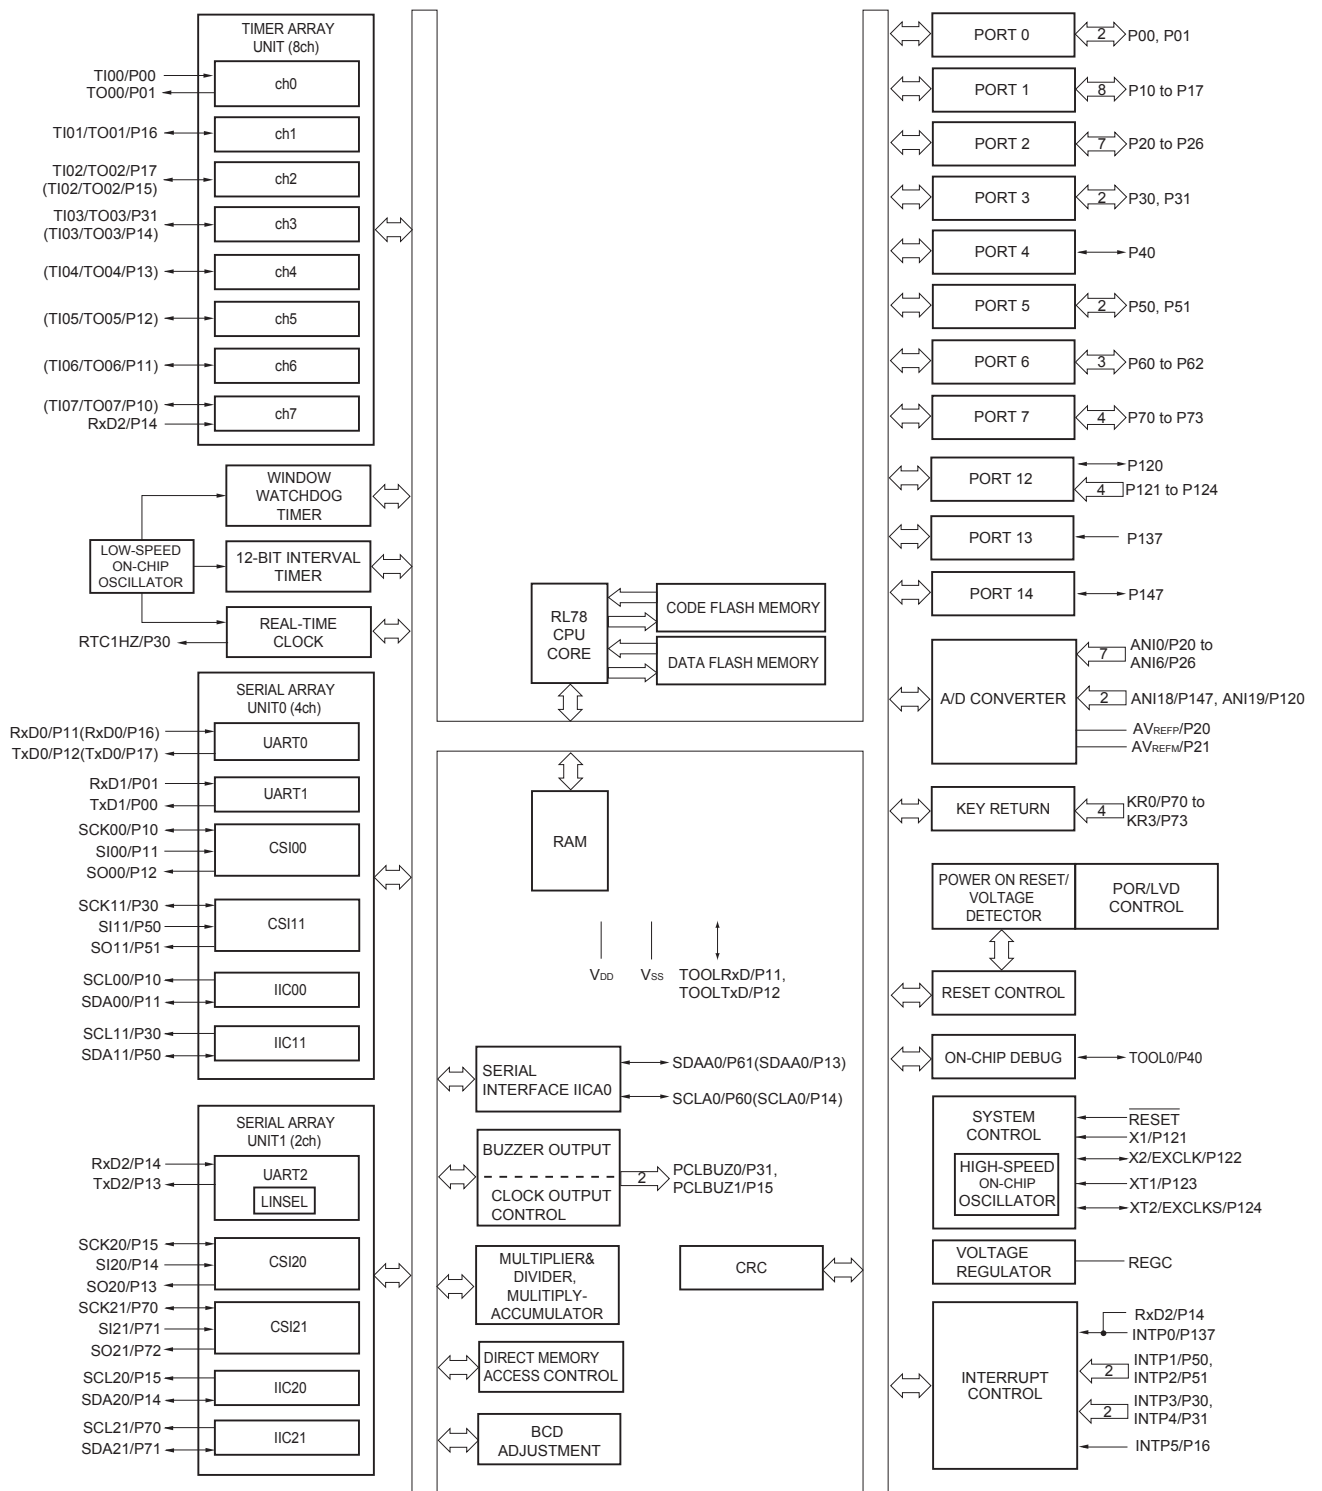 TIMER ARRAY
UNIT (8ch)
TI00/P00
TO00/P01
ch0
TI01/TO01/P16
ch1
TI02/TO02/P17
(TI02/TO02/P15)
ch2
TI03/TO03/P31
(TI03/TO03/P14)
ch3
(TI04/TO04/P13)
ch4
(TI05/TO05/P12)
ch5
(TI06/TO06/P11)
ch6
(TI07/TO07/P10)
RxD2/P14
ch7
WINDOW
WATCHDOG
TIMER
LOW-SPEED
ON-CHIP
OSCILLATOR
12-BIT INTERVAL
TIMER
REAL-TIME
CLOCK
RTC1HZ/P30
SERIAL ARRAY
UNIT0 (4ch)
RxD0/P11(RxD0/P16)
TxD0/P12(TxD0/P17)
UART0
RxD1/P01
TxD1/P00
UART1
SCK00/P10
SI00/P11
SO00/P12
CSI00
SCK11/P30
SI11/P50
SO11/P51
CSI11
SCL00/P10
SDA00/P11
IIC00
SCL11/P30
SDA11/P50
IIC11
SERIAL ARRAY
UNIT1 (2ch)
RxD2/P14
TxD2/P13
UART2
LINSEL
SCK20/P15
SI20/P14
SO20/P13
CSI20
SCK21/P70
SI21/P71
SO21/P72
CSI21
SCL20/P15
SDA20/P14
IIC20
SCL21/P70
SDA21/P71
IIC21
RL78
CPU
CORE
CODE FLASH MEMORY
DATA FLASH MEMORY
RAM
VDD
VSS
TOOLRxD/P11,
TOOLTxD/P12
SERIAL
INTERFACE IICA0
SDAA0/P61(SDAA0/P13)
SCLA0/P60(SCLA0/P14)
BUZZER OUTPUT
CLOCK OUTPUT
CONTROL
2
PCLBUZ0/P31,
PCLBUZ1/P15
MULTIPLIER&
DIVIDER,
MULITIPLY-
ACCUMULATOR
CRC
DIRECT MEMORY
ACCESS CONTROL
BCD
ADJUSTMENT
PORT 0
2
P00, P01
PORT 1
8
P10 to P17
PORT 2
7
P20 to P26
PORT 3
2
P30, P31
PORT 4
P40
PORT 5
2
P50, P51
PORT 6
3
P60 to P62
PORT 7
4
P70 to P73
PORT 12
P120
4
P121 to P124
PORT 13
P137
PORT 14
P147
A/D CONVERTER
7
ANI0/P20 to
ANI6/P26
2
ANI18/P147, ANI19/P120
AVREFP/P20
AVREFM/P21
KEY RETURN
4
KR0/P70 to
KR3/P73
POWER ON RESET/
VOLTAGE
DETECTOR
POR/LVD
CONTROL
RESET CONTROL
ON-CHIP DEBUG
TOOL0/P40
SYSTEM
CONTROL
HIGH-SPEED
ON-CHIP
OSCILLATOR
RESET
X1/P121
X2/EXCLK/P122
XT1/P123
XT2/EXCLKS/P124
VOLTAGE
REGULATOR
REGC
INTERRUPT
CONTROL
RxD2/P14
INTP0/P137
2
INTP1/P50,
INTP2/P51
2
INTP3/P30,
INTP4/P31
INTP5/P16